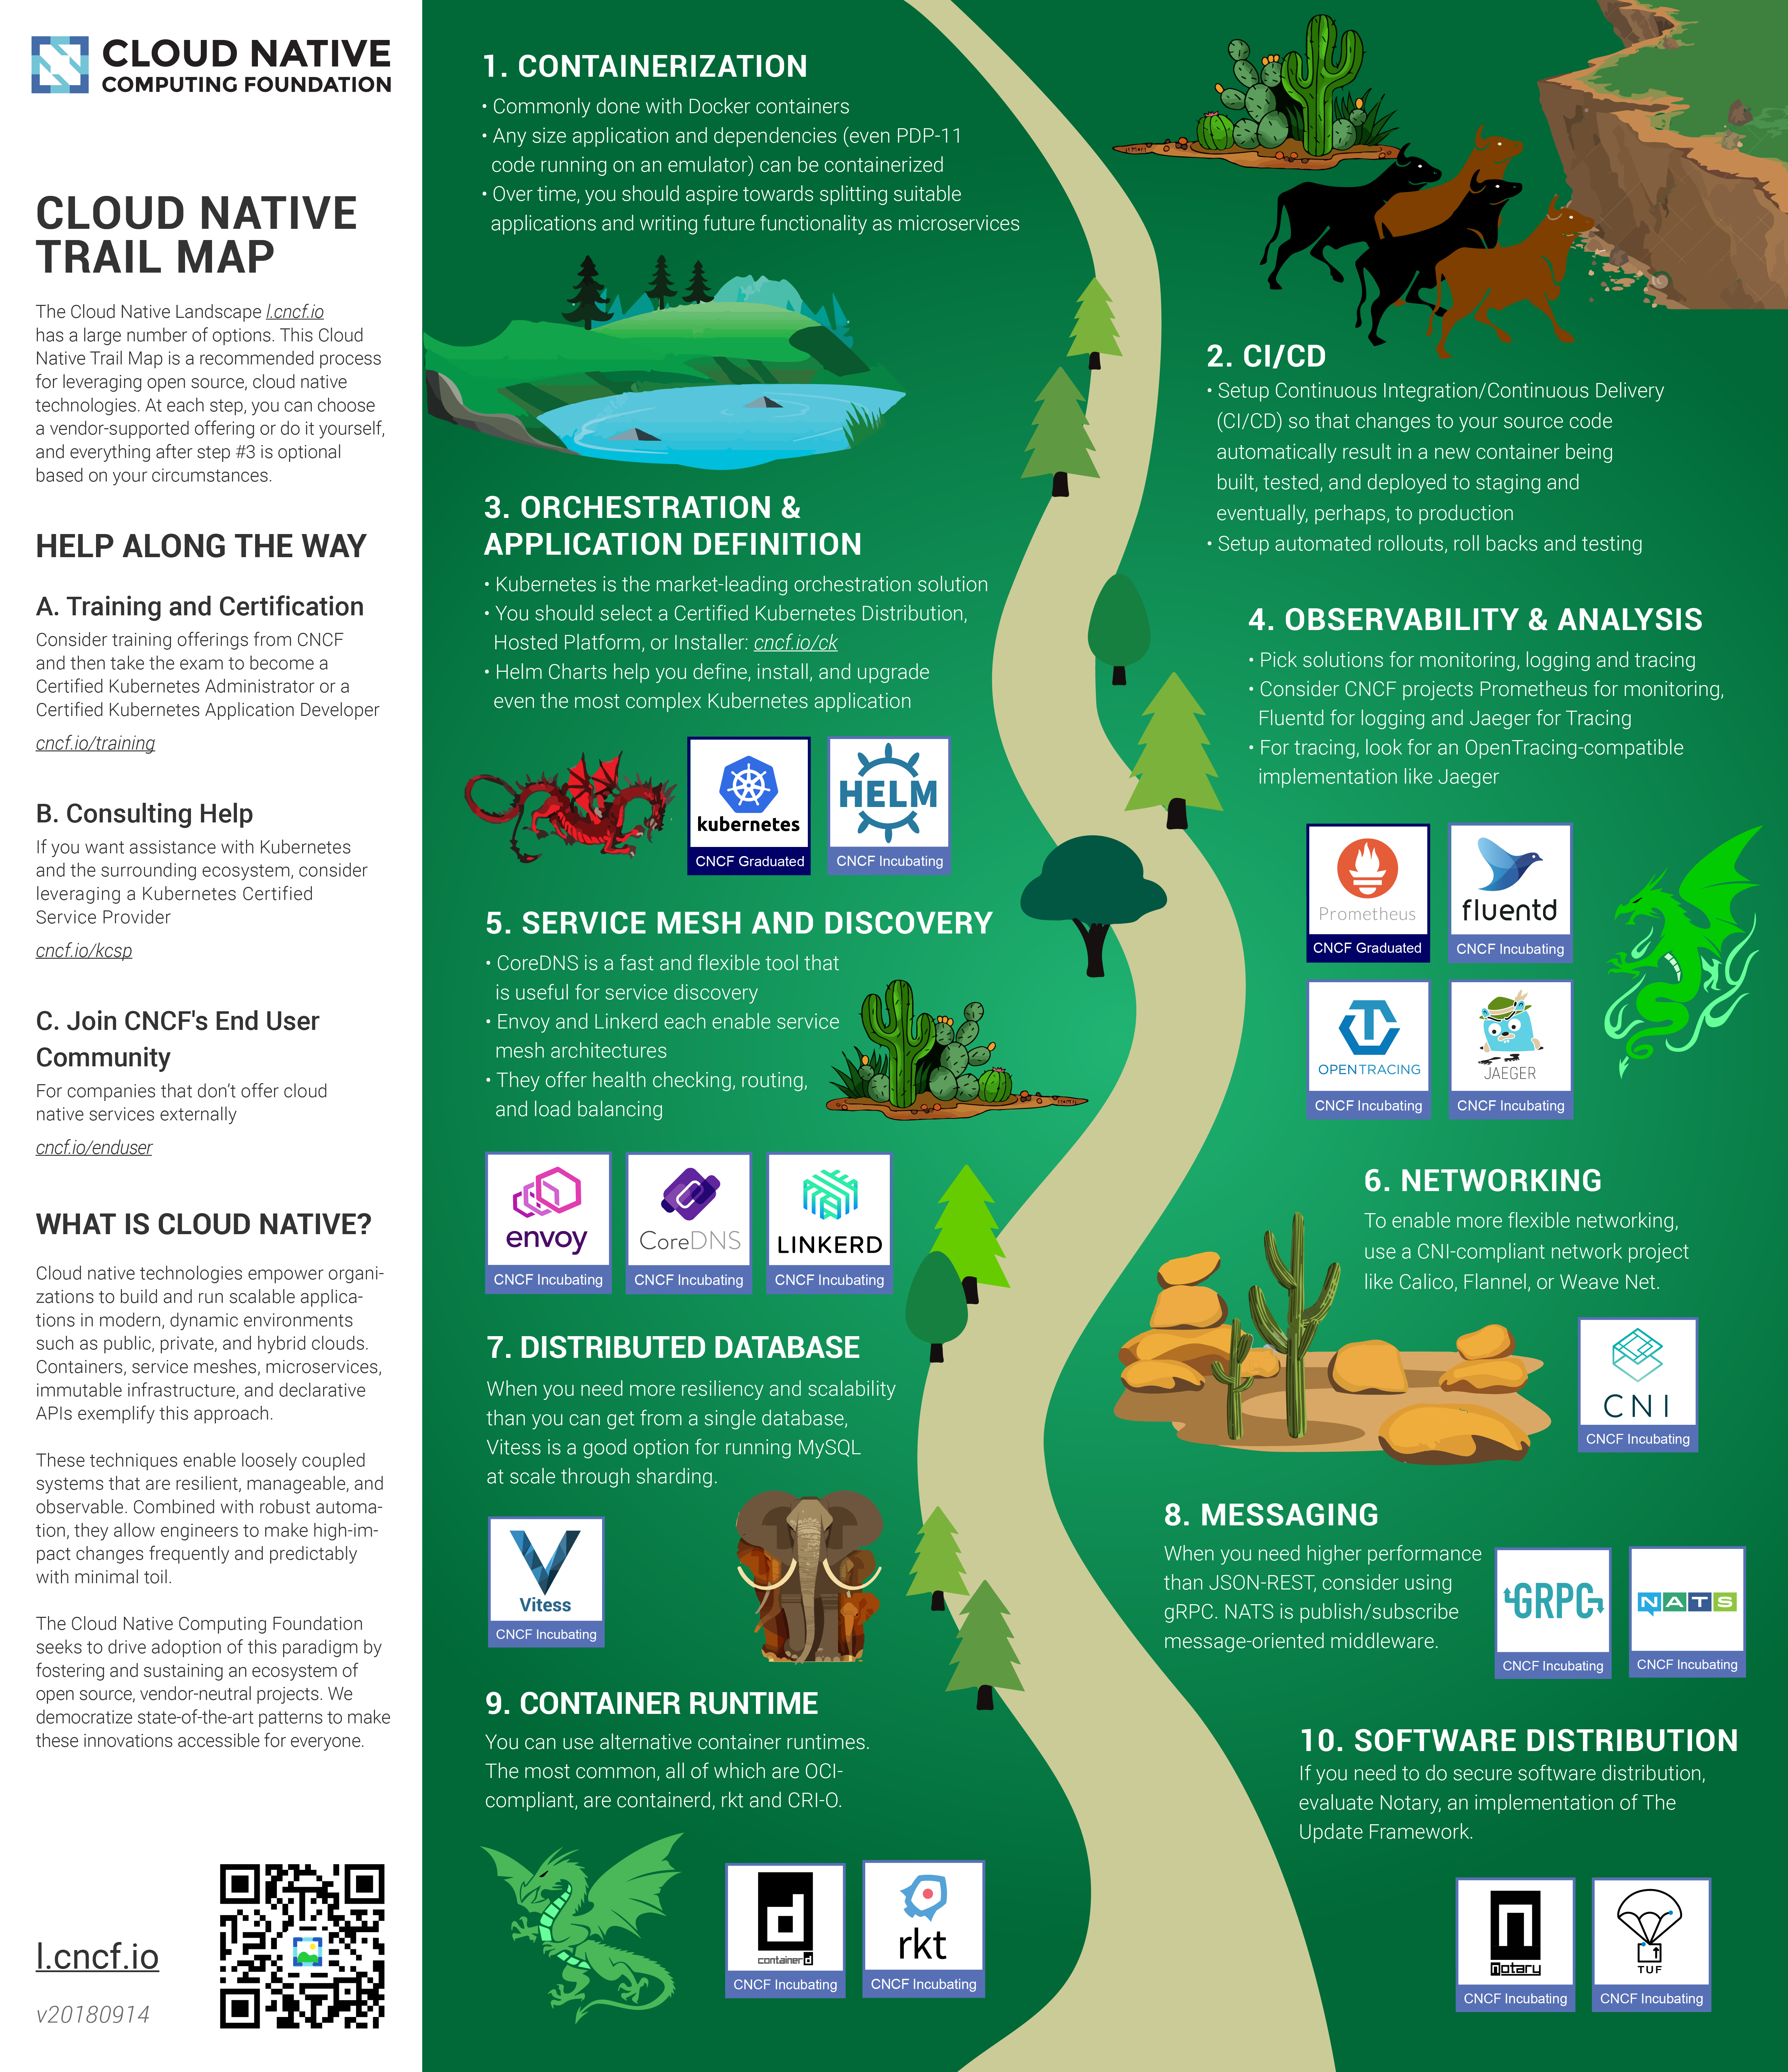 CLOUD NATIVE
COMPUTING FOUNDATION
CLOUD NATIVE
TRAIL MAP
The Cloud Native Landscape l.cncf.io
has a large number of options. This Cloud
Native Trail Map is a recommended process
for leveraging open source, cloud native
technologies. At each step, you can choose
a vendor-supported offering or do it yourself,
and everything after step #3 is optional
based on your circumstances.
HELP ALONG THE WAY
A. Training and Certification
Consider training offerings from CNCF
and then take the exam to become a
Certified Kubernetes Administrator or a
Certified Kubernetes Application Developer
cncf.io/training
B. Consulting Help
If you want assistance with Kubernetes
and the surrounding ecosystem, consider
leveraging a Kubernetes Certified
Service Provider
cncf.io/kcsp
C. Join CNCF's End User
Community
For companies that don't offer cloud
native services externally
cncf.io/enduser
WHAT IS CLOUD NATIVE?
Cloud native technologies empower organi-
zations to build and run scalable applica-
tions in modern, dynamic environments
such as public, private, and hybrid clouds.
Containers, service meshes, microservices,
immutable infrastructure, and declarative
APIs exemplify this approach.
These techniques enable loosely coupled
systems that are resilient, manageable, and
observable. Combined with robust automa-
tion, they allow engineers to make high-im-
pact changes frequently and predictably
with minimal toil.
The Cloud Native Computing Foundation
seeks to drive adoption of this paradigm by
fostering and sustaining an ecosystem of
open source, vendor-neutral projects. We
democratize state-of-the-art patterns to make
these innovations accessible for everyone.
l.cncf.io
v20180914
1. CONTAINERIZATION
• Commonly done with Docker containers
• Any size application and dependencies (even PDP-11
code running on an emulator) can be containerized
• Over time, you should aspire towards splitting suitable
applications and writing future functionality as microservices
2. CI/CD
• Setup Continuous Integration/Continuous Delivery
(CI/CD) so that changes to your source code
automatically result in a new container being
built, tested, and deployed to staging and
eventually, perhaps, to production
• Setup automated rollouts, roll backs and testing
3. ORCHESTRATION &
APPLICATION DEFINITION
• Kubernetes is the market-leading orchestration solution
• You should select a Certified Kubernetes Distribution,
Hosted Platform, or Installer: cncf.io/ck
• Helm Charts help you define, install, and upgrade
even the most complex Kubernetes application
kubernetes
CNCF Graduated
HELM
CNCF Incubating
4. OBSERVABILITY & ANALYSIS
• Pick solutions for monitoring, logging and tracing
• Consider CNCF projects Prometheus for monitoring,
Fluentd for logging and Jaeger for Tracing
• For tracing, look for an OpenTracing-compatible
implementation like Jaeger
Prometheus
CNCF Graduated
fluentd
CNCF Incubating
OPENTRACING
CNCF Incubating
JAEGER
CNCF Incubating
5. SERVICE MESH AND DISCOVERY
• CoreDNS is a fast and flexible tool that
is useful for service discovery
• Envoy and Linkerd each enable service
mesh architectures
• They offer health checking, routing,
and load balancing
envoy
CNCF Incubating
CoreDNS
CNCF Incubating
LINKERD
CNCF Incubating
6. NETWORKING
To enable more flexible networking,
use a CNI-compliant network project
like Calico, Flannel, or Weave Net.
CNI
CNCF Incubating
7. DISTRIBUTED DATABASE
When you need more resiliency and scalability
than you can get from a single database,
Vitess is a good option for running MySQL
at scale through sharding.
Vitess
CNCF Incubating
8. MESSAGING
When you need higher performance
than JSON-REST, consider using
gRPC. NATS is publish/subscribe
message-oriented middleware.
GRPC
CNCF Incubating
NATS
CNCF Incubating
9. CONTAINER RUNTIME
You can use alternative container runtimes.
The most common, all of which are OCI-
compliant, are containerd, rkt and CRI-O.
d
containerd
CNCF Incubating
rkt
CNCF Incubating
10. SOFTWARE DISTRIBUTION
If you need to do secure software distribution,
evaluate Notary, an implementation of The
Update Framework.
n
notary
CNCF Incubating
TUF
CNCF Incubating